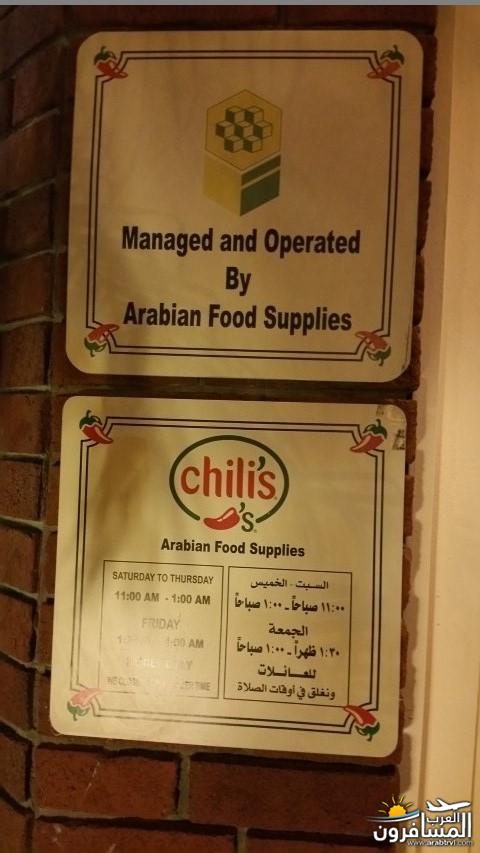 Managed and Operated
By
Arabian Food Supplies
chili's
's
Arabian Food Supplies
SATURDAY TO THURSDAY
11:00 AM - 1:00 AM
FRIDAY
السبت - الخميس
١١:٠٠ صباحاً - ١:٠٠ صباحاً
الجمعة
١:٣٠ ظهراً - ١:٠٠ صباحاً
للعائلات
ونغلق في أوقات الصلاة
العرب
المسافرون
www.arabtrvl.com